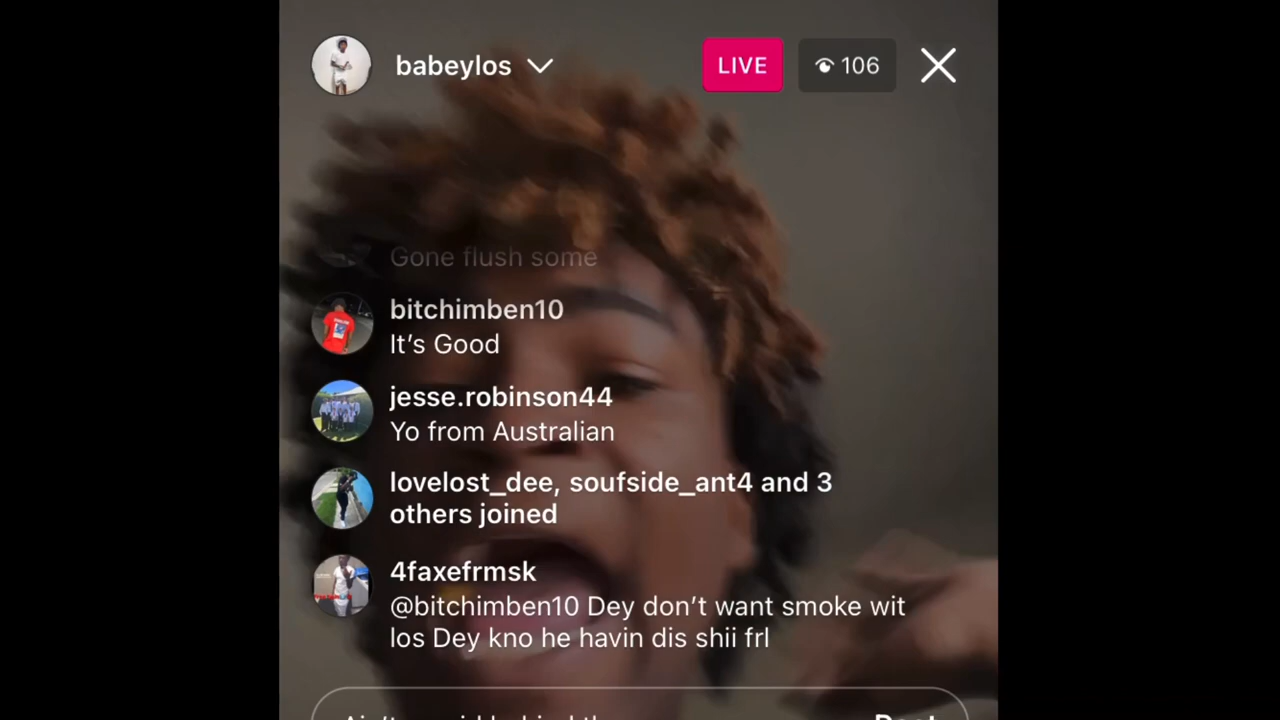 babeylos
LIVE
106
Gone flush some
bitchimben10
It’s Good
jesse.robinson44
Yo from Australian
lovelost_dee, soufside_ant4 and 3
others joined
4faxefrmsk
@bitchimben10 Dey don’t want smoke wit
los Dey kno he havin dis shii frl